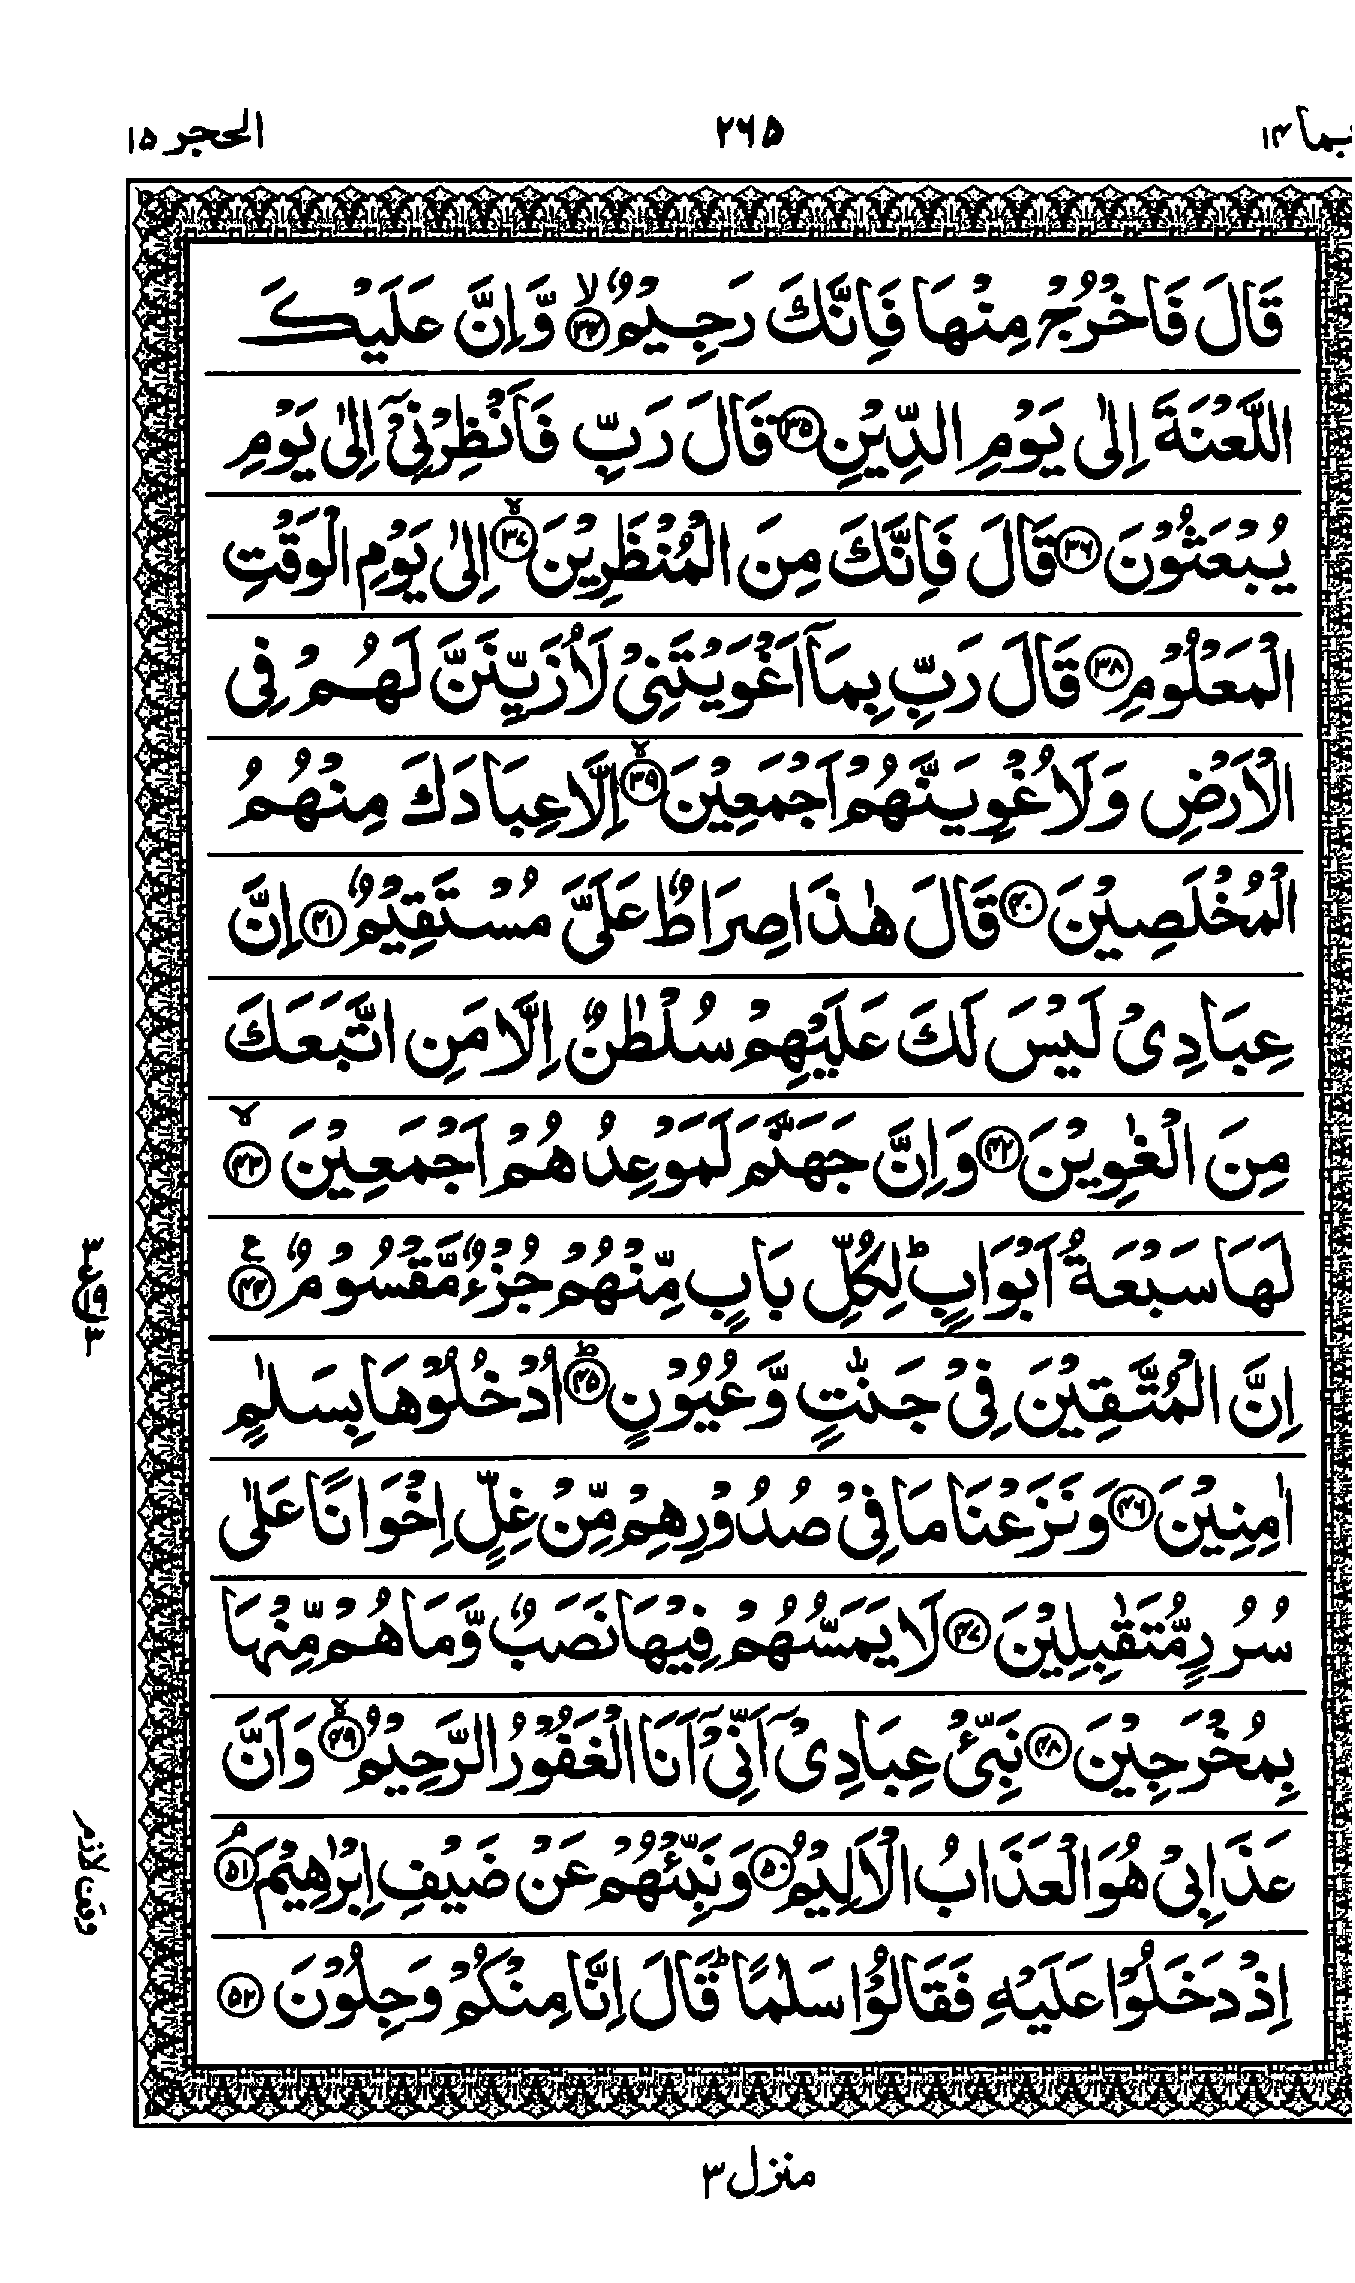 الحجر ۱۵
۲۶۵
ربما ۱۴
قَالَ فَاخْرُجْ مِنْهَا فَاِنَّكَ رَجِيْمٌ ۙ﴿۳۴﴾ وَّاِنَّ عَلَيْكَ
اللَّعْنَةَ اِلٰى يَوْمِ الدِّيْنِ ﴿۳۵﴾ قَالَ رَبِّ فَاَنْظِرْنِيْٓ اِلٰى يَوْمِ
يُبْعَثُوْنَ ﴿۳۶﴾ قَالَ فَاِنَّكَ مِنَ الْمُنْظَرِيْنَ ۙ﴿۳۷﴾ اِلٰى يَوْمِ الْوَقْتِ
الْمَعْلُوْمِ ﴿۳۸﴾ قَالَ رَبِّ بِمَآ اَغْوَيْتَنِيْ لَاُزَيِّنَنَّ لَهُمْ فِي
الْاَرْضِ وَلَاُغْوِيَنَّهُمْ اَجْمَعِيْنَ ۙ﴿۳۹﴾ اِلَّا عِبَادَكَ مِنْهُمُ
الْمُخْلَصِيْنَ ﴿۴۰﴾ قَالَ هٰذَا صِرَاطٌ عَلَيَّ مُسْتَقِيْمٌ ﴿۴۱﴾ اِنَّ
عِبَادِيْ لَيْسَ لَكَ عَلَيْهِمْ سُلْطٰنٌ اِلَّا مَنِ اتَّبَعَكَ
مِنَ الْغٰوِيْنَ ﴿۴۲﴾ وَاِنَّ جَهَنَّمَ لَمَوْعِدُهُمْ اَجْمَعِيْنَ ۙ﴿۴۳﴾
لَهَا سَبْعَةُ اَبْوَابٍ ؕ لِكُلِّ بَابٍ مِّنْهُمْ جُزْءٌ مَّقْسُوْمٌ ﴿۴۴﴾ ع
اِنَّ الْمُتَّقِيْنَ فِيْ جَنّٰتٍ وَّعُيُوْنٍ ؕ﴿۴۵﴾ اُدْخُلُوْهَا بِسَلٰمٍ
اٰمِنِيْنَ ﴿۴۶﴾ وَنَزَعْنَا مَا فِيْ صُدُوْرِهِمْ مِّنْ غِلٍّ اِخْوَانًا عَلٰى
سُرُرٍ مُّتَقٰبِلِيْنَ ﴿۴۷﴾ لَا يَمَسُّهُمْ فِيْهَا نَصَبٌ وَّمَا هُمْ مِّنْهَا
بِمُخْرَجِيْنَ ﴿۴۸﴾ نَبِّئْ عِبَادِيْٓ اَنِّيْٓ اَنَا الْغَفُوْرُ الرَّحِيْمُ ۙ﴿۴۹﴾ وَاَنَّ
عَذَابِيْ هُوَ الْعَذَابُ الْاَلِيْمُ ﴿۵۰﴾ وَنَبِّئْهُمْ عَنْ ضَيْفِ اِبْرٰهِيْمَ ۘ﴿۵۱﴾
اِذْ دَخَلُوْا عَلَيْهِ فَقَالُوْا سَلٰمًا ؕ قَالَ اِنَّا مِنْكُمْ وَجِلُوْنَ ﴿۵۲﴾
وقف لازم
منزل ۳